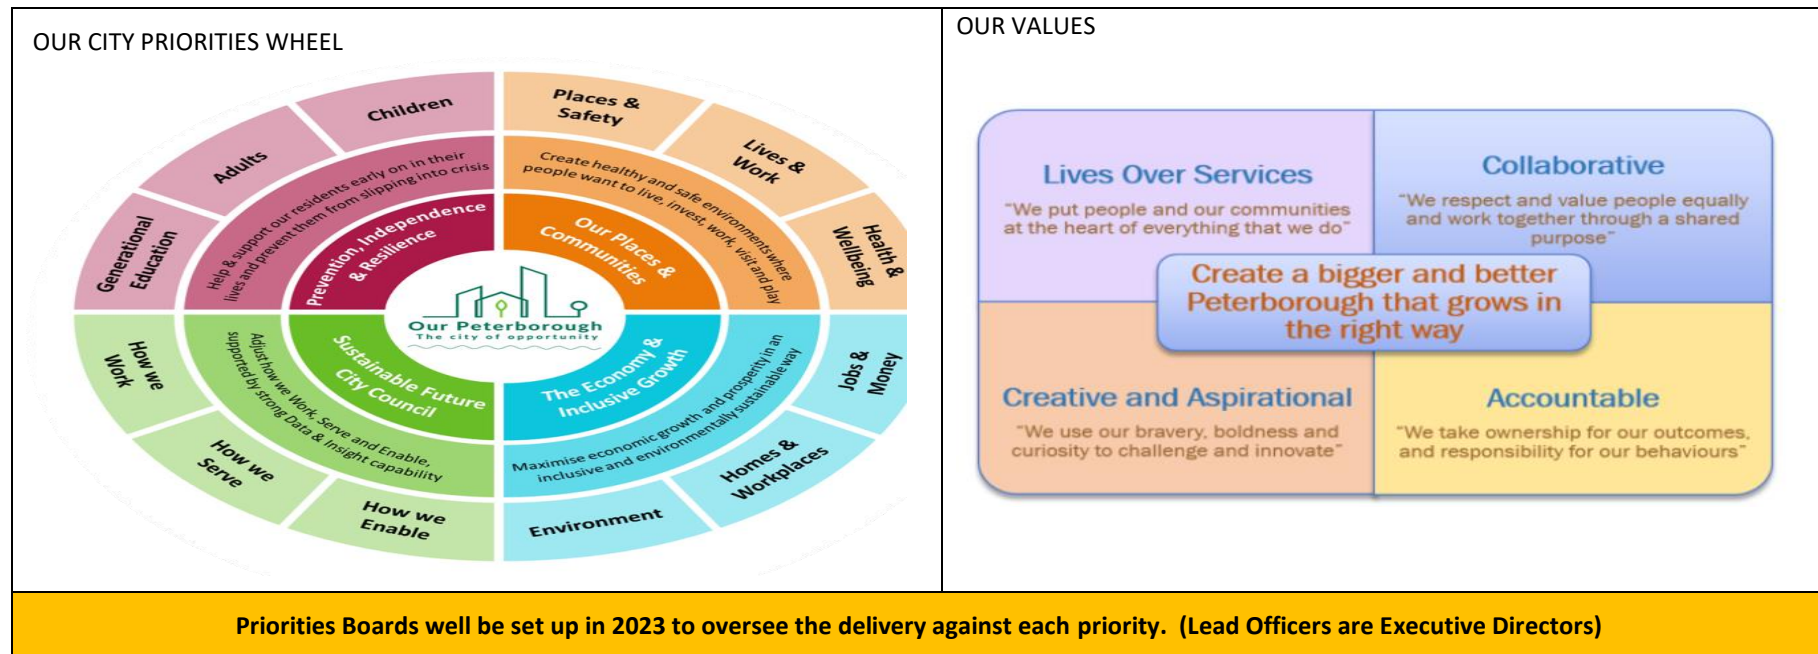 OUR CITY PRIORITIES WHEEL
Children
Adults
Generational
Education
Help & support our residents early on in their
lives and prevent them from slipping into crisis
Prevention, Independence
& Resilience
Places &
Safety
Lives &
Work
Health &
Wellbeing
Create healthy and safe environments where
people want to live, invest, work, visit and play
Our Places &
Communities
Our Peterborough
The city of opportunity
How we
Work
How we
Serve
How we
Enable
Adjust how we Work, Serve and Enable,
supported by strong Data & Insight capability
Sustainable Future
City Council
The Economy &
Inclusive Growth
Maximise economic growth and prosperity in an
inclusive and environmentally sustainable way
Jobs &
Money
Homes &
Workplaces
Environment
OUR VALUES
Lives Over Services
"We put people and our communities
at the heart of everything that we do"
Collaborative
"We respect and value people equally
and work together through a shared
purpose"
Create a bigger and better
Peterborough that grows in
the right way
Creative and Aspirational
"We use our bravery, boldness and
curiosity to challenge and innovate"
Accountable
"We take ownership for our outcomes,
and responsibility for our behaviours"
Priorities Boards well be set up in 2023 to oversee the delivery against each priority. (Lead Officers are Executive Directors)